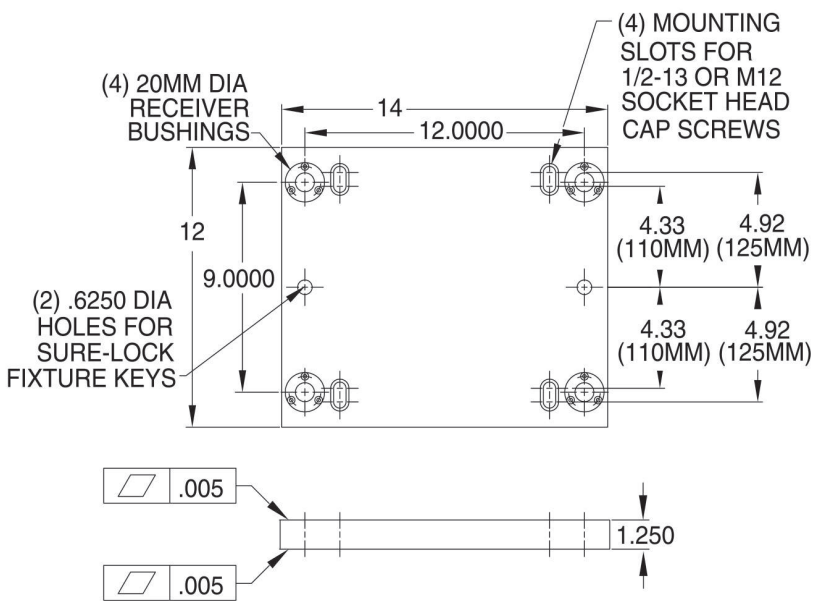 (4) MOUNTING
SLOTS FOR
1/2-13 OR M12
SOCKET HEAD
CAP SCREWS
(4) 20MM DIA
RECEIVER
BUSHINGS
14
12.0000
12
9.0000
4.33
(110MM)
4.92
(125MM)
(2) .6250 DIA
HOLES FOR
SURE-LOCK
FIXTURE KEYS
4.33
(110MM)
4.92
(125MM)
.005
1.250
.005